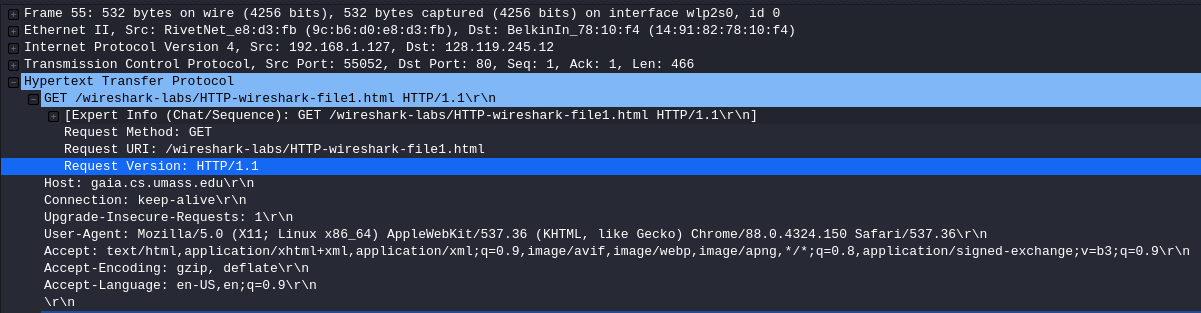 Frame 55: 532 bytes on wire (4256 bits), 532 bytes captured (4256 bits) on interface wlp2s0, id 0
Ethernet II, Src: RivetNet_e8:d3:fb (9c:b6:d0:e8:d3:fb), Dst: BelkinIn_78:10:f4 (14:91:82:78:10:f4)
Internet Protocol Version 4, Src: 192.168.1.127, Dst: 128.119.245.12
Transmission Control Protocol, Src Port: 55052, Dst Port: 80, Seq: 1, Ack: 1, Len: 466
Hypertext Transfer Protocol
GET /wireshark-labs/HTTP-wireshark-file1.html HTTP/1.1\r\n
[Expert Info (Chat/Sequence): GET /wireshark-labs/HTTP-wireshark-file1.html HTTP/1.1\r\n]
Request Method: GET
Request URI: /wireshark-labs/HTTP-wireshark-file1.html
Request Version: HTTP/1.1
Host: gaia.cs.umass.edu\r\n
Connection: keep-alive\r\n
Upgrade-Insecure-Requests: 1\r\n
User-Agent: Mozilla/5.0 (X11; Linux x86_64) AppleWebKit/537.36 (KHTML, like Gecko) Chrome/88.0.4324.150 Safari/537.36\r\n
Accept: text/html,application/xhtml+xml,application/xml;q=0.9,image/avif,image/webp,image/apng,*/*;q=0.8,application/signed-exchange;v=b3;q=0.9\r\n
Accept-Encoding: gzip, deflate\r\n
Accept-Language: en-US,en;q=0.9\r\n
\r\n